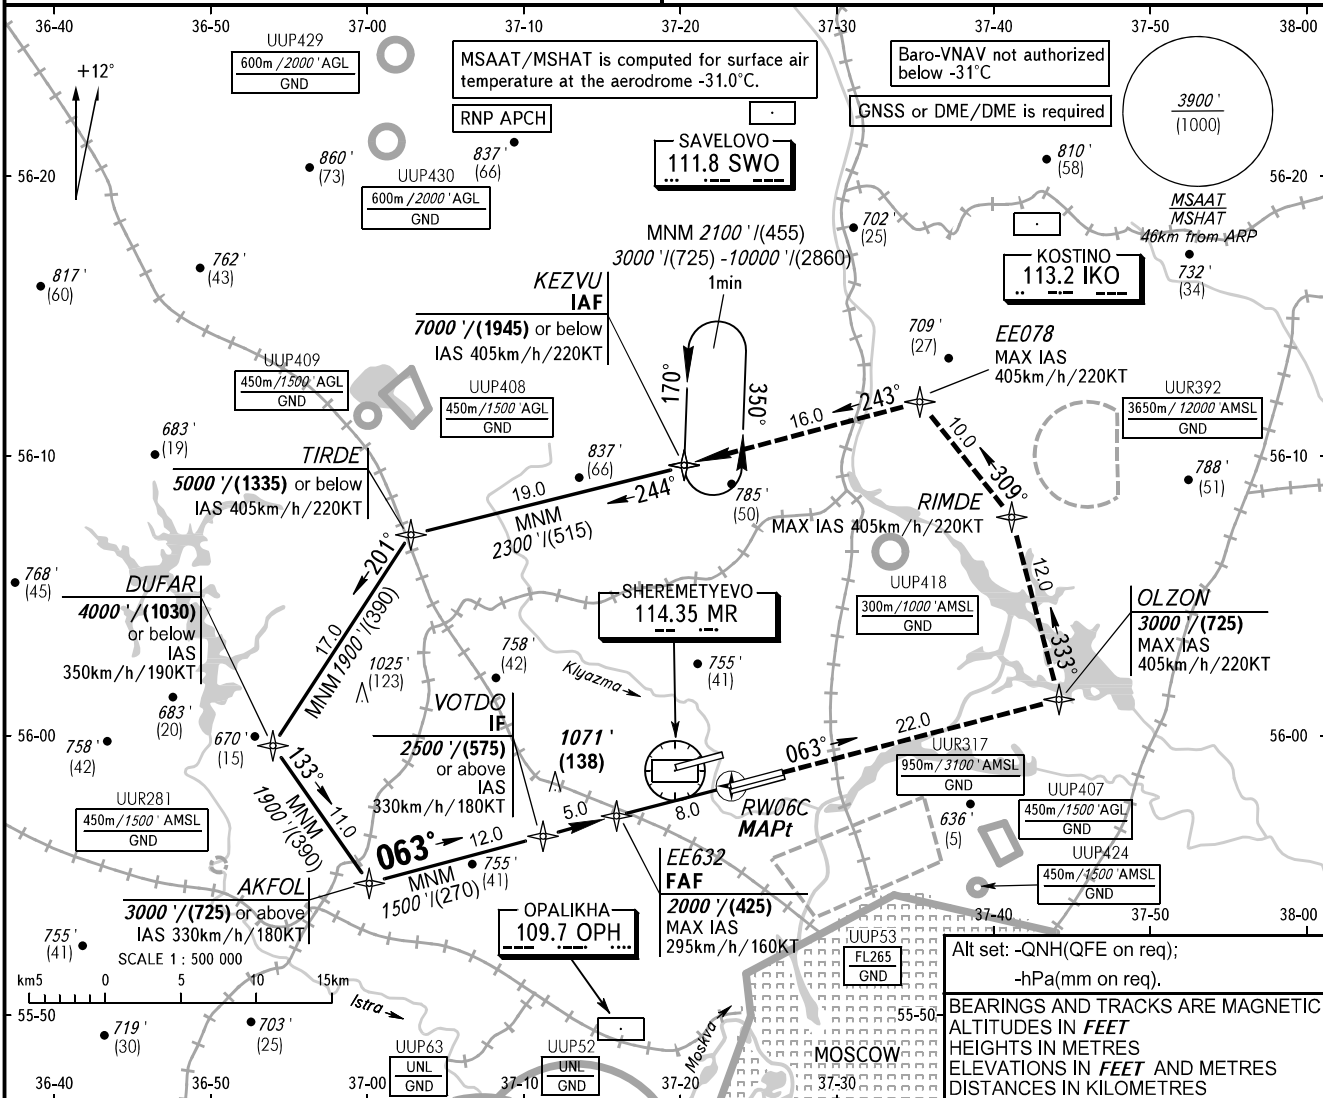 36-40
36-50
37-00
37-10
37-20
37-30
37-40
37-50
38-00
+12°
UUP429
600m/2000 'AGL
GND
MSAAT/MSHAT is computed for surface air
temperature at the aerodrome -31.0°C.
Baro-VNAV not authorized
below -31°C
RNP APCH
GNSS or DME/DME is required
3900 '
(1000)
MSAAT
MSHAT
46km from ARP
860 '
(73)
837 '
(66)
SAVELOVO
111.8 SWO
810 '
(58)
56-20
56-20
UUP430
600m/2000 'AGL
GND
702 '
(25)
MNM 2100 '/(455)
3000 '/(725) -10000 '/(2860)
1min
KOSTINO
113.2 IKO
732 '
(34)
762 '
(43)
817 '
(60)
KEZVU
IAF
7000 '/(1945) or below
IAS 405km/h/220KT
709 '
(27)
EE078
MAX IAS
405km/h/220KT
UUP409
450m/1500 'AGL
GND
UUP408
450m/1500 'AGL
GND
170°
350°
16.0
243°
UUR392
3650m/12000 'AMSL
GND
683 '
(19)
10.0
309°
56-10
56-10
TIRDE
5000 '/(1335) or below
IAS 405km/h/220KT
837 '
(66)
19.0
244°
MNM
2300 '/(515)
785 '
(50)
788 '
(51)
RIMDE
MAX IAS 405km/h/220KT
201°
768 '
(45)
DUFAR
4000 '/(1030)
or below
IAS
350km/h/190KT
17.0
MNM 1900 '/(390)
SHEREMETYEVO
114.35 MR
UUP418
300m/1000 'AMSL
GND
12.0
333°
OLZON
3000 '/(725)
MAX IAS
405km/h/220KT
758 '
(42)
1025 '
(123)
Klyazma
755 '
(41)
683 '
(20)
VOTDO
IF
2500 '/(575)
or above
IAS
330km/h/180KT
22.0
063°
56-00
56-00
758 '
(42)
670 '
(15)
1071 '
(138)
UUR317
950m/3100 'AMSL
GND
133°
11.0
MNM
1900 '/(390)
UUR281
450m/1500 'AMSL
GND
5.0
8.0
RW06C
MAPt
636 '
(5)
UUP407
450m/1500 'AGL
GND
063°
12.0
MNM
1500 '/(270)
755 '
(41)
EE632
FAF
2000 '/(425)
MAX IAS
295km/h/160KT
UUP424
450m/1500 'AMSL
GND
AKFOL
3000 '/(725) or above
IAS 330km/h/180KT
OPALIKHA
109.7 OPH
37-40
37-50
38-00
755 '
(41)
UUP53
FL265
GND
SCALE 1 : 500 000
km5
0
5
10
15km
Istra
Moskva
55-50
55-50
719 '
(30)
703 '
(25)
UUP63
UNL
GND
UUP52
UNL
GND
MOSCOW
Alt set: -QNH(QFE on req);
-hPa(mm on req).
BEARINGS AND TRACKS ARE MAGNETIC
ALTITUDES IN FEET
HEIGHTS IN METRES
ELEVATIONS IN FEET AND METRES
DISTANCES IN KILOMETRES
36-40
36-50
37-00
37-10
37-20
37-30